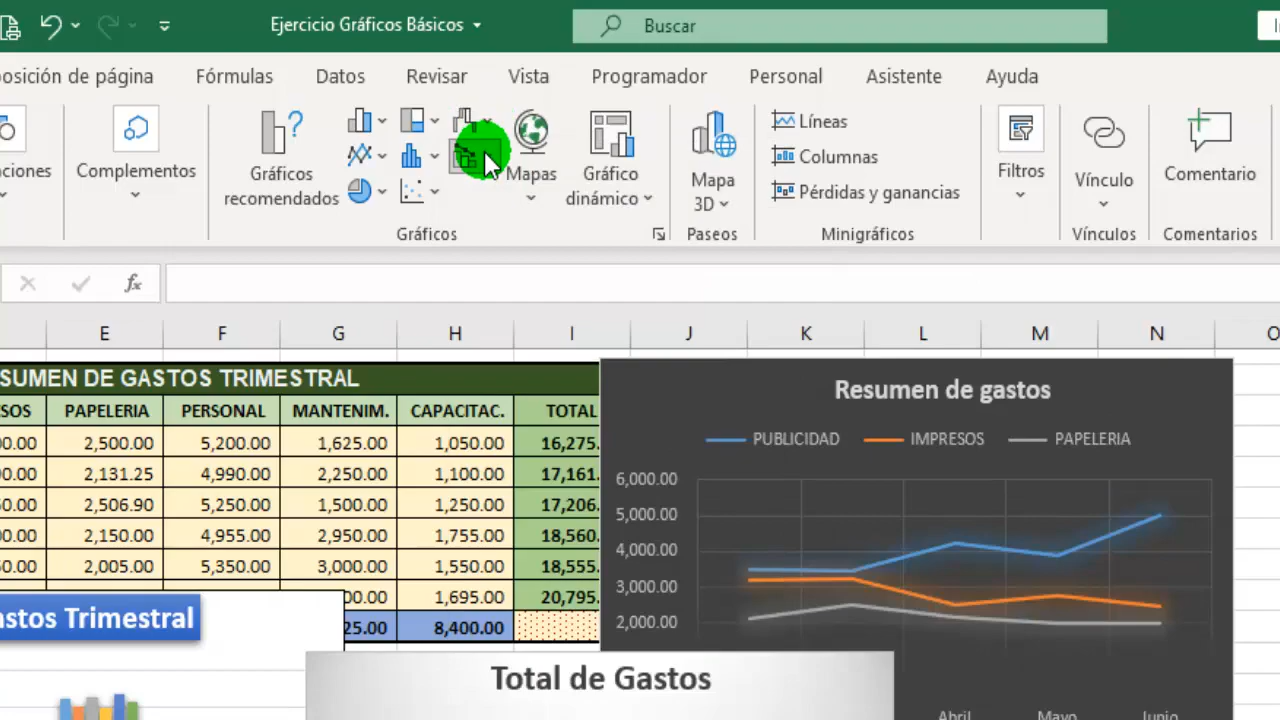 Ejercicio Gráficos Básicos
Buscar
osición de página Fórmulas Datos Revisar Vista Programador Personal Asistente Ayuda
ciones
Complementos
Gráficos
recomendados
Mapas
Gráfico
dinámico
Mapa
3D
Líneas
Columnas
Pérdidas y ganancias
Filtros
Vínculo
Comentario
Gráficos Paseos Minigráficos Vínculos Comentarios
fx
E F G H I J K L M N O
SUMEN DE GASTOS TRIMESTRAL
SOS PAPELERIA PERSONAL MANTENIM. CAPACITAC. TOTAL
00.00 2,500.00 5,200.00 1,625.00 1,050.00 16,275.
0.00 2,131.25 4,990.00 2,250.00 1,100.00 17,161.
50.00 2,506.90 5,250.00 1,500.00 1,250.00 17,206.
00.00 2,150.00 4,955.00 2,950.00 1,755.00 18,560.
50.00 2,005.00 5,350.00 3,000.00 1,550.00 18,555.
00.00 1,695.00 20,795.
25.00 8,400.00
Resumen de gastos
PUBLICIDAD IMPRESOS PAPELERIA
6,000.00
5,000.00
4,000.00
3,000.00
2,000.00
Abril Mayo Junio
astos Trimestral
Total de Gastos